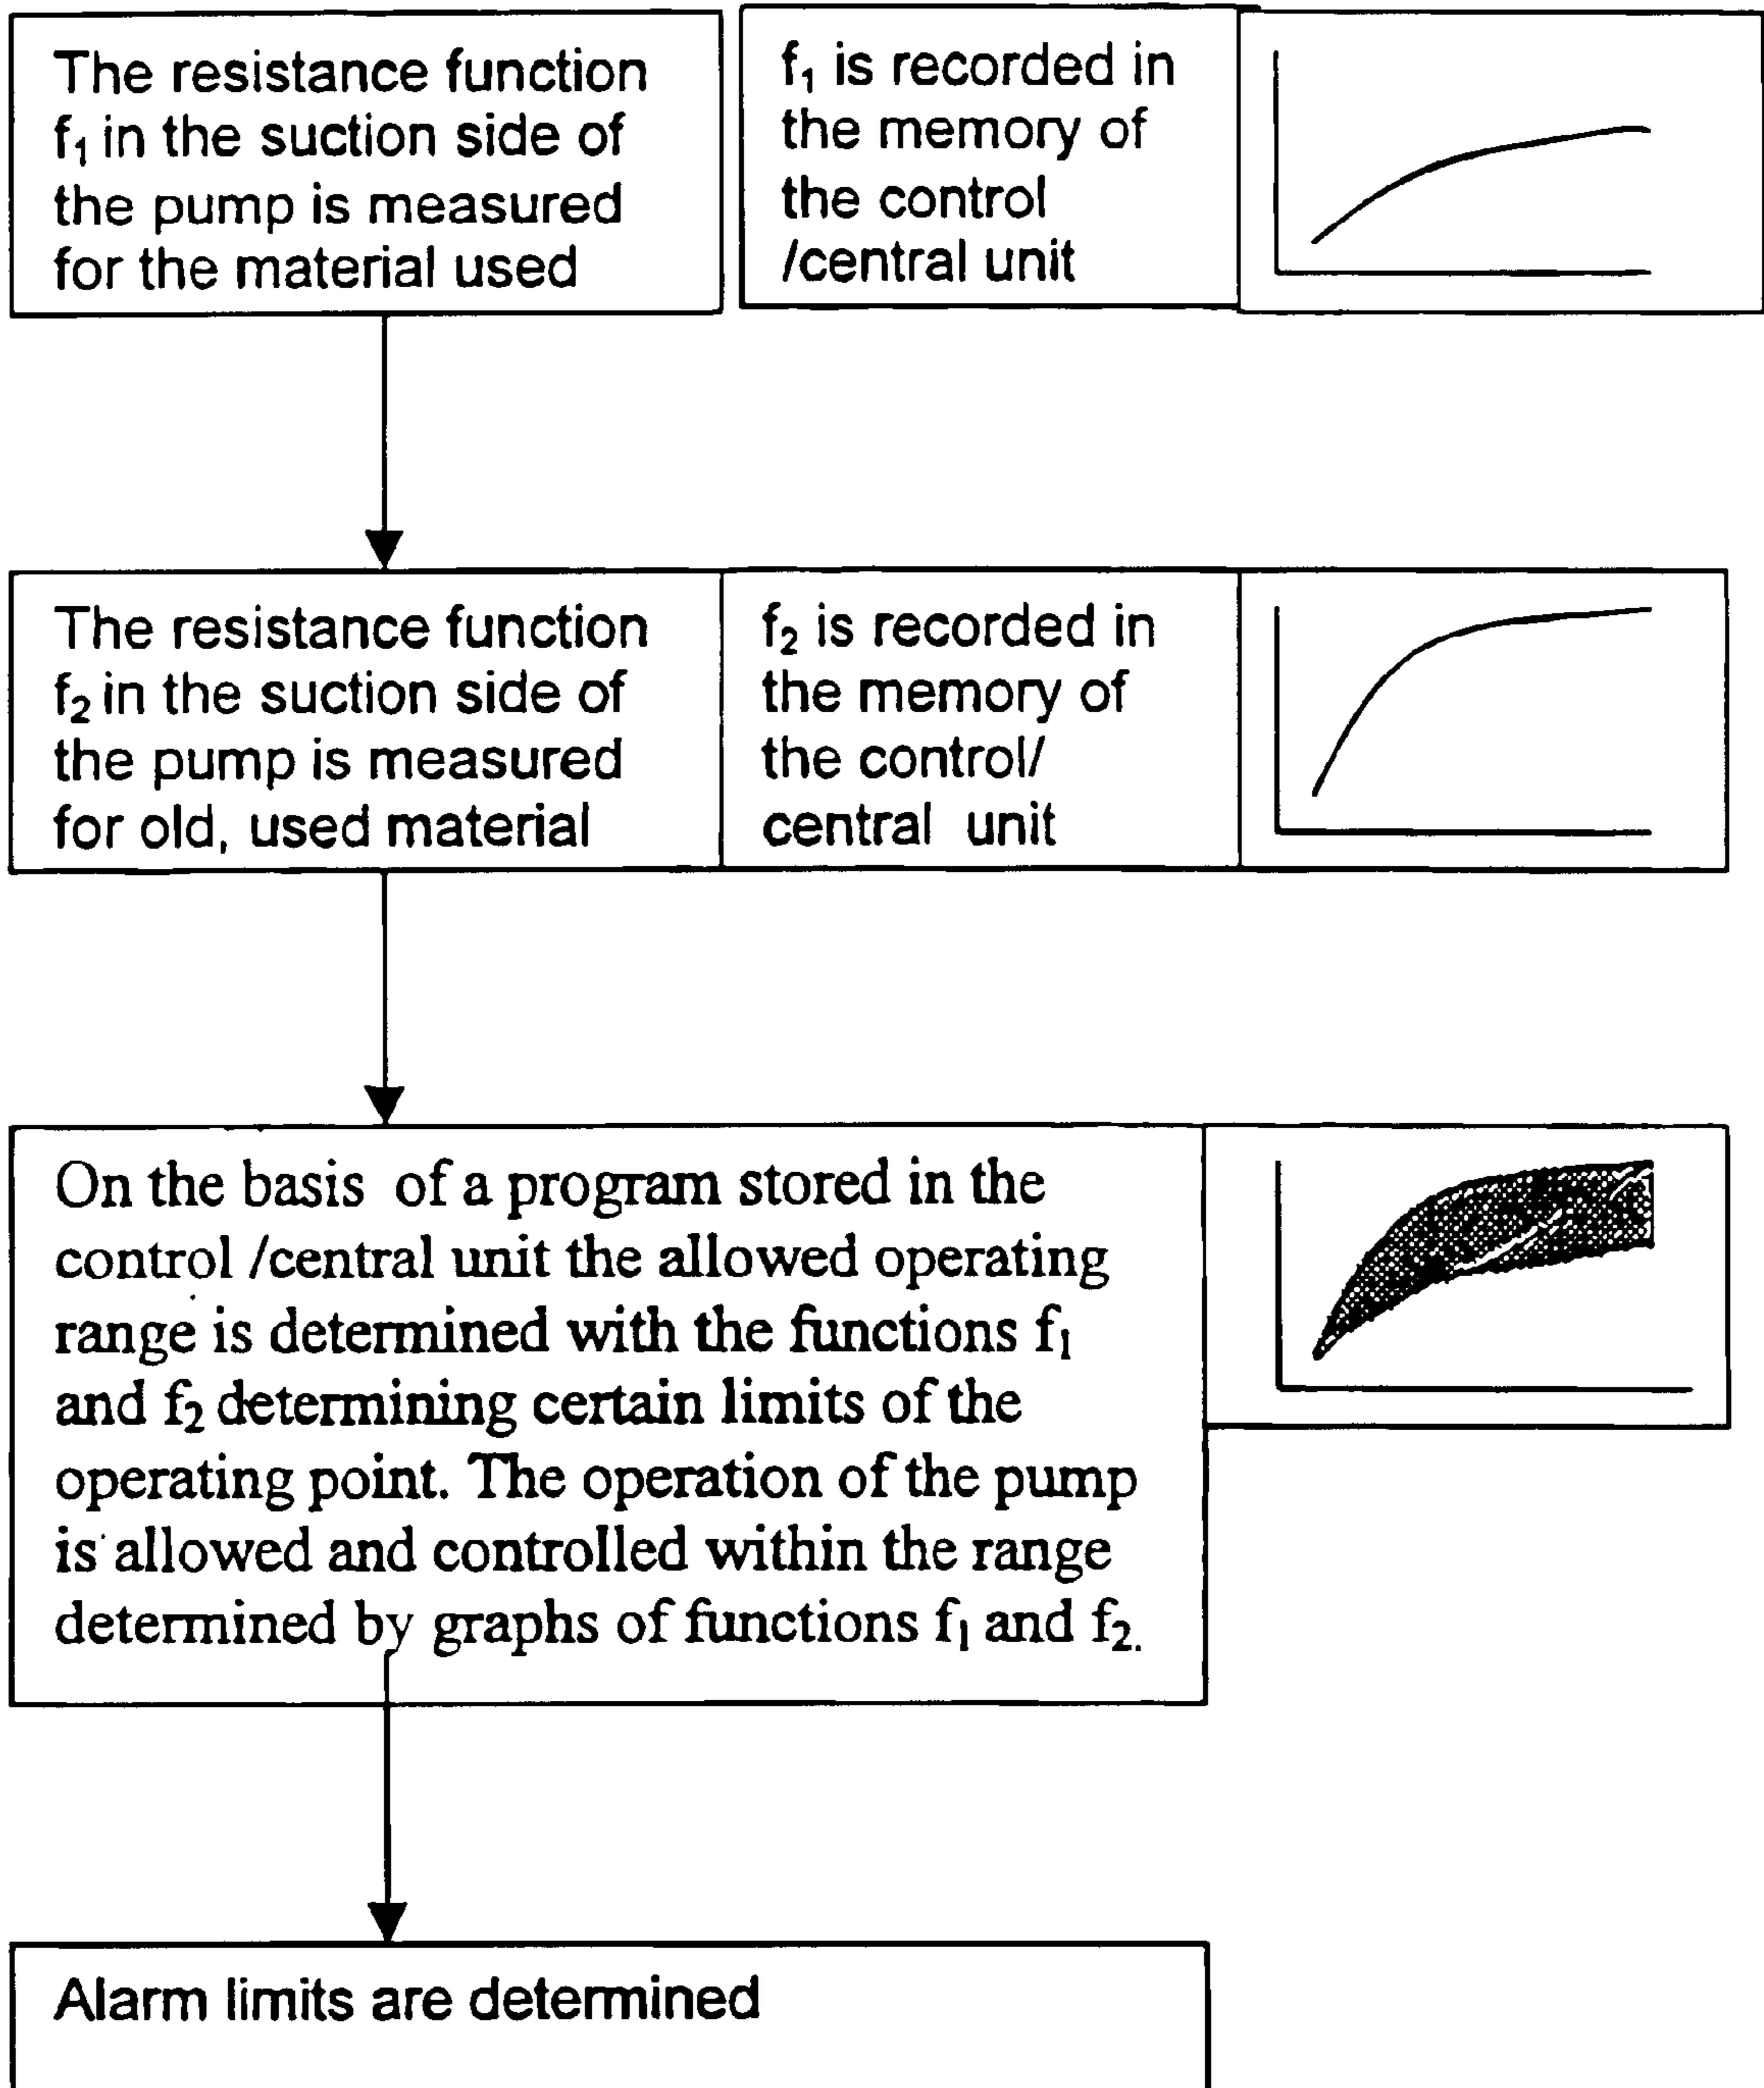 The resistance function
f₁ in the suction side of
the pump is measured
for the material used
f₁ is recorded in
the memory of
the control
/central unit
The resistance function
f₂ in the suction side of
the pump is measured
for old, used material
f₂ is recorded in
the memory of
the control/
central unit
On the basis of a program stored in the
control /central unit the allowed operating
range is determined with the functions f₁
and f₂ determining certain limits of the
operating point. The operation of the pump
is allowed and controlled within the range
determined by graphs of functions f₁ and f₂.
Alarm limits are determined